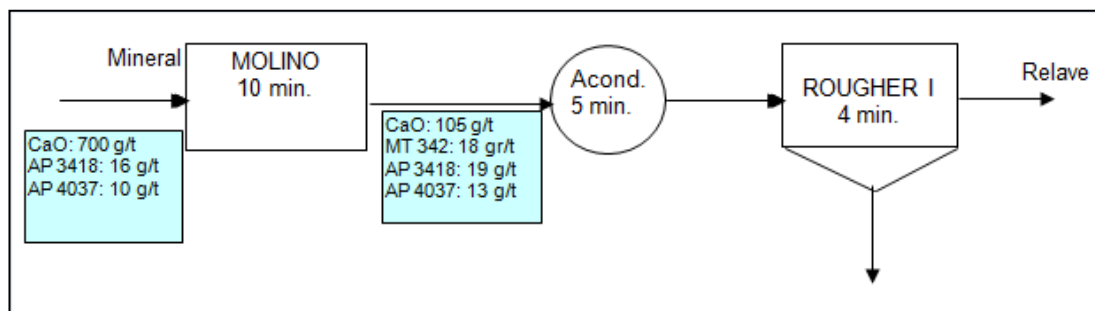 Mineral
MOLINO
10 min.
CaO: 700 g/t
AP 3418: 16 g/t
AP 4037: 10 g/t
CaO: 105 g/t
MT 342: 18 gr/t
AP 3418: 19 g/t
AP 4037: 13 g/t
Acond.
5 min.
ROUGHER I
4 min.
Relave